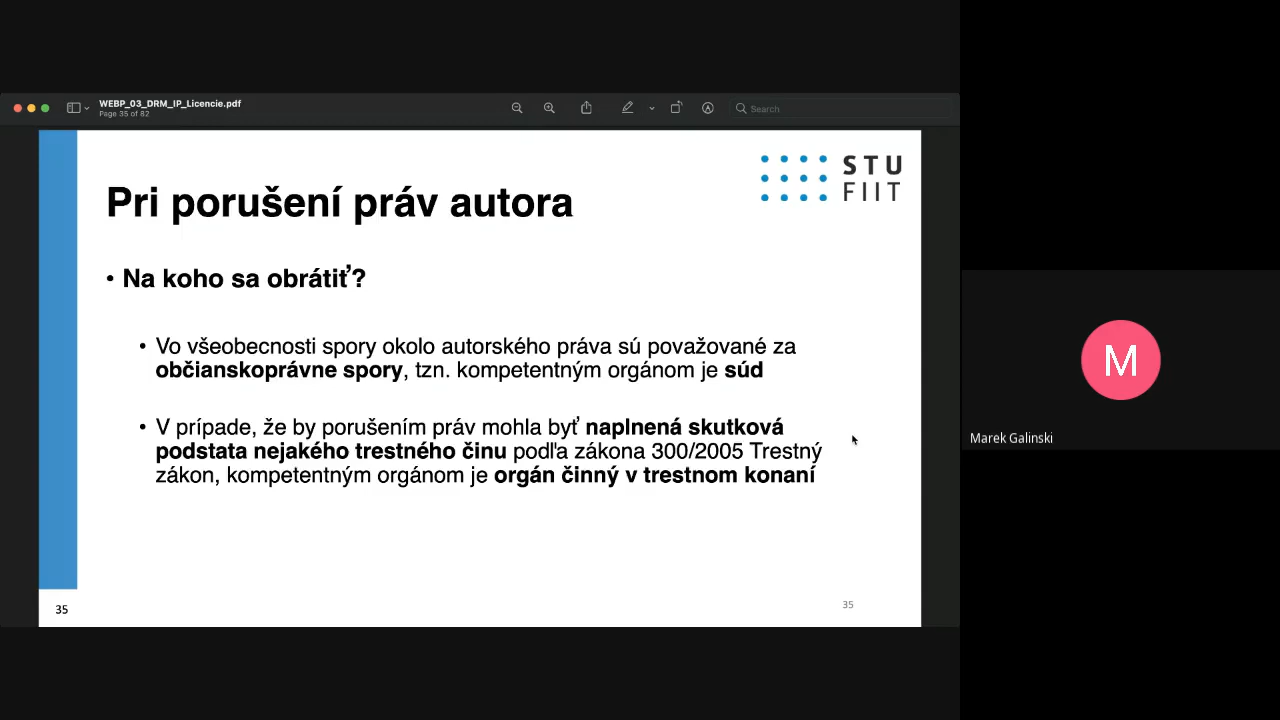 WEBP_03_DRM_IP_Licencie.pdf
Page 35 of 82
Search
STU
FIIT
Pri porušení práv autora
• Na koho sa obrátiť?
• Vo všeobecnosti spory okolo autorského práva sú považované za
občianskoprávne spory, tzn. kompetentným orgánom je súd
• V prípade, že by porušením práv mohla byť naplnená skutková
podstata nejakého trestného činu podľa zákona 300/2005 Trestný
zákon, kompetentným orgánom je orgán činný v trestnom konaní
35
35
M
Marek Galinski